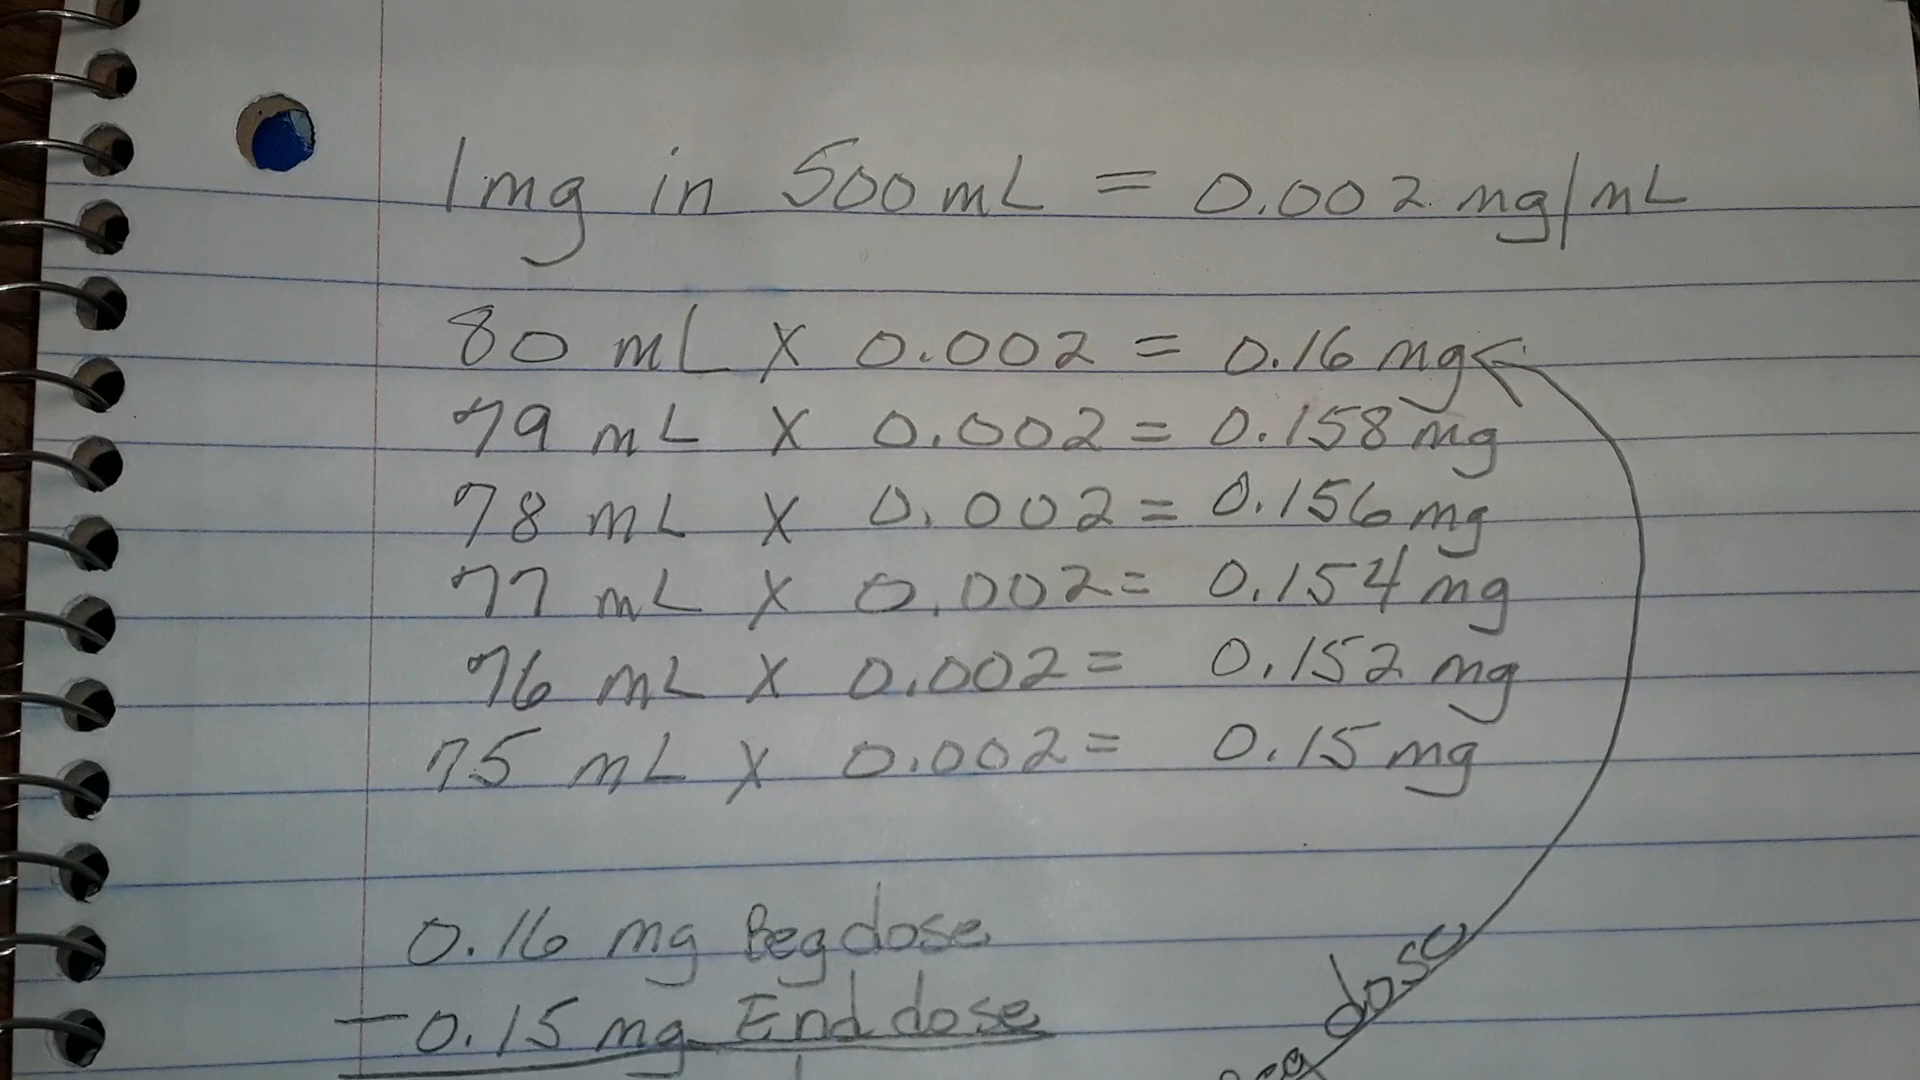 1mg in 500mL = 0.002 mg/mL
80 mL X 0.002 = 0.16 mg
79 mL X 0.002 = 0.158 mg
78 mL X 0.002 = 0.156 mg
77 mL X 0.002 = 0.154 mg
76 mL X 0.002 = 0.152 mg
75 mL X 0.002 = 0.15 mg
0.16 mg Beg dose
- 0.15 mg End dose
dose